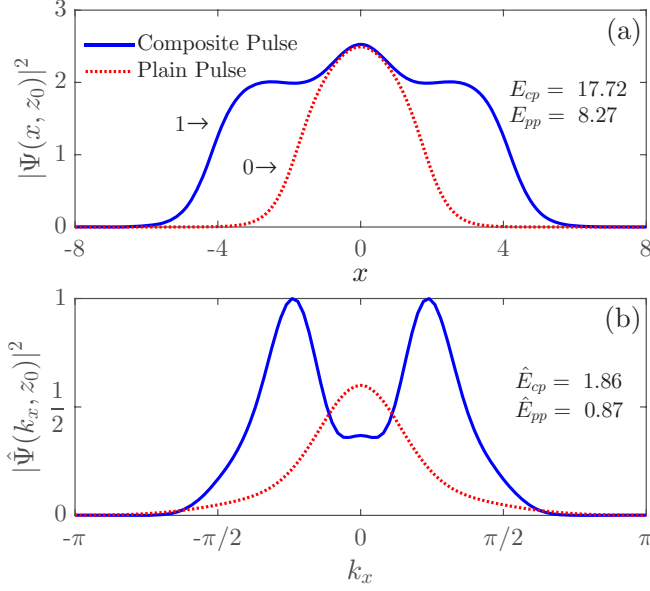 3
(a)
Composite Pulse
Plain Pulse
|Ψ(x, z₀)|²
2
E_cp = 17.72
E_pp = 8.27
1→
1
0→
0
-8
-4
0
4
8
x
1
(b)
|Ψ̂(k_x, z₀)|²
Ê_cp = 1.86
Ê_pp = 0.87
1/2
0
-π
-π/2
0
π/2
π
k_x